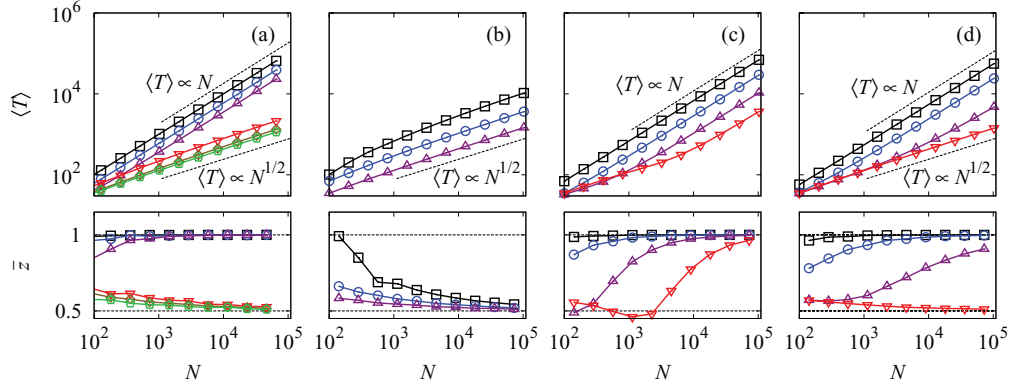 10^7
10^4
10^2
⟨T⟩
(a)
⟨T⟩ ∝ N
⟨T⟩ ∝ N^{1/2}
(b)
⟨T⟩ ∝ N^{1/2}
(c)
⟨T⟩ ∝ N
(d)
⟨T⟩ ∝ N
⟨T⟩ ∝ N^{1/2}
1
0.5
z̄
10^2 10^3 10^4 10^5
10^2 10^3 10^4 10^5
10^2 10^3 10^4 10^5
10^2 10^3 10^4 10^5
N N N N